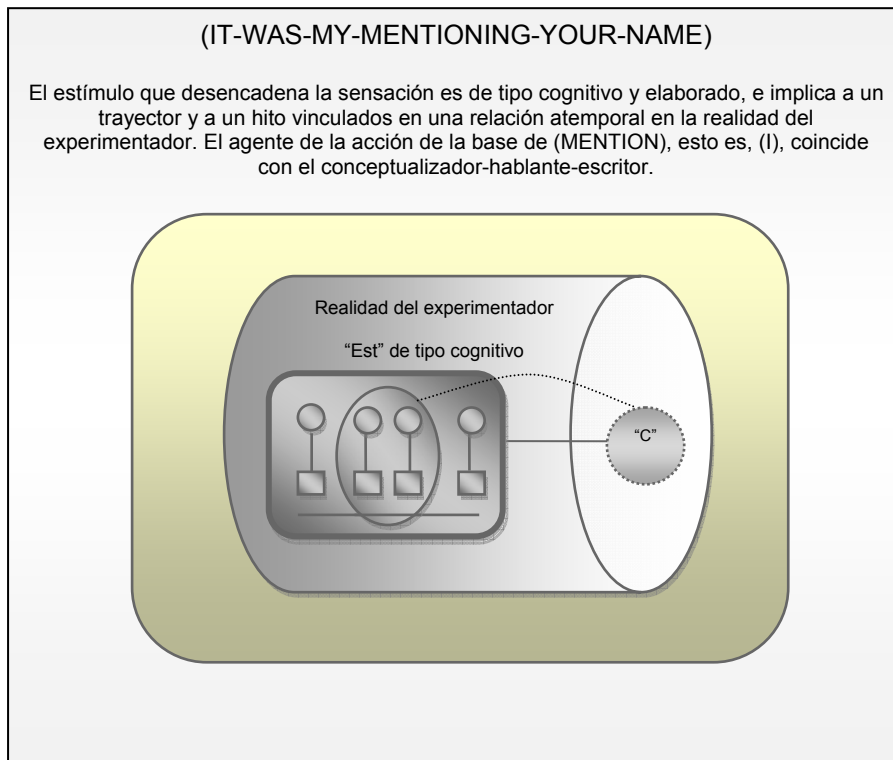 (IT-WAS-MY-MENTIONING-YOUR-NAME)
El estímulo que desencadena la sensación es de tipo cognitivo y elaborado, e implica a un
trayector y a un hito vinculados en una relación atemporal en la realidad del
experimentador. El agente de la acción de la base de (MENTION), esto es, (I), coincide
con el conceptualizador-hablante-escritor.
Realidad del experimentador
“Est” de tipo cognitivo
“C”